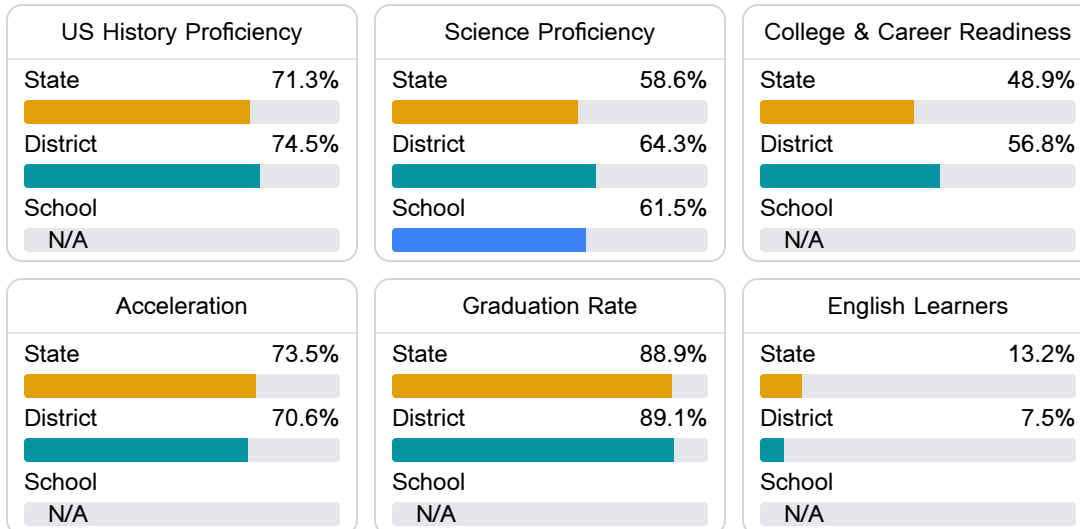 US History Proficiency
State 71.3%
District 74.5%
School
N/A
Science Proficiency
State 58.6%
District 64.3%
School 61.5%
College & Career Readiness
State 48.9%
District 56.8%
School
N/A
Acceleration
State 73.5%
District 70.6%
School
N/A
Graduation Rate
State 88.9%
District 89.1%
School
N/A
English Learners
State 13.2%
District 7.5%
School
N/A